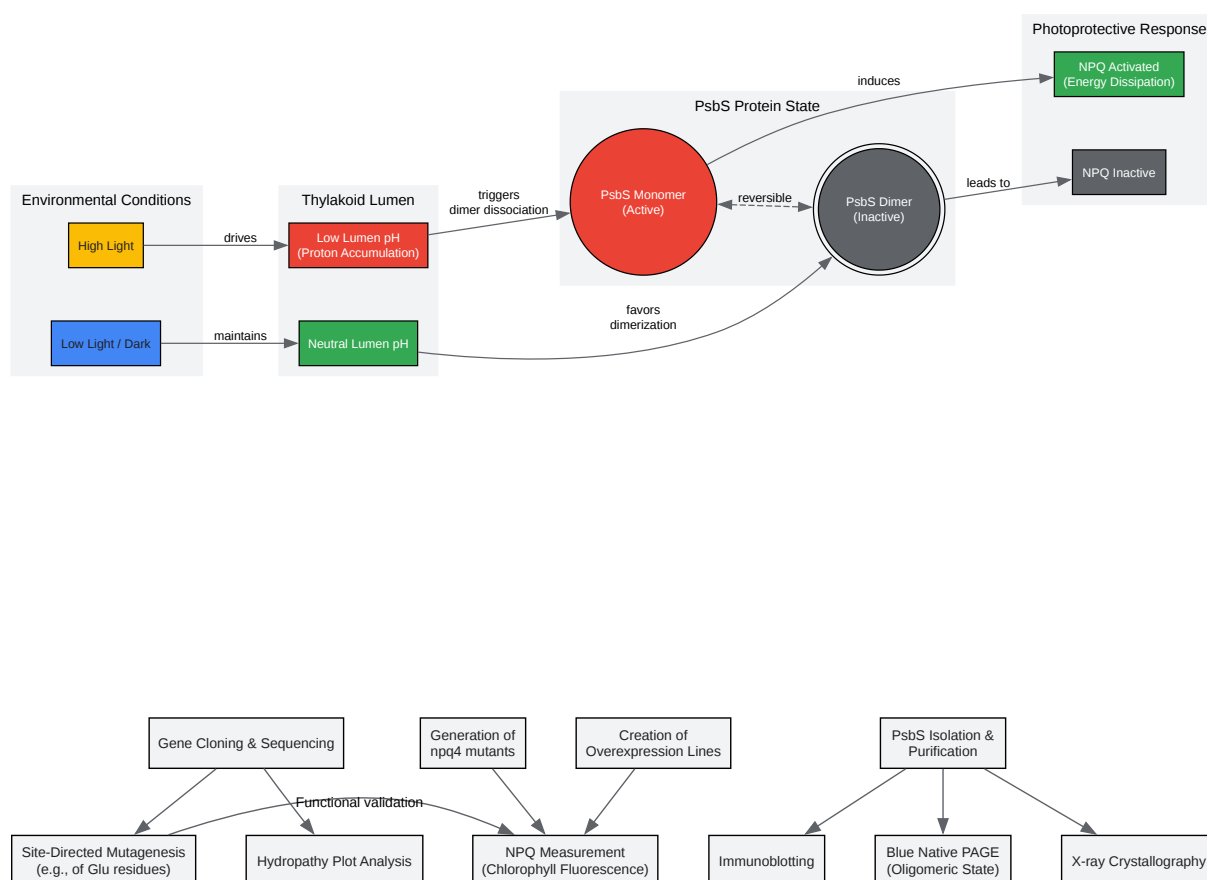 Photoprotective Response
NPQ Activated
(Energy Dissipation)
induces
PsbS Protein State
NPQ Inactive
leads to
PsbS Monomer
(Active)
reversible
PsbS Dimer
(Inactive)
Environmental Conditions
Thylakoid Lumen
triggers
dimer dissociation
High Light
drives
Low Lumen pH
(Proton Accumulation)
favors
dimerization
Low Light / Dark
maintains
Neutral Lumen pH
Gene Cloning & Sequencing
Generation of
npq4 mutants
Creation of
Overexpression Lines
PsbS Isolation &
Purification
Functional validation
Site-Directed Mutagenesis
(e.g., of Glu residues)
Hydropathy Plot Analysis
NPQ Measurement
(Chlorophyll Fluorescence)
Immunoblotting
Blue Native PAGE
(Oligomeric State)
X-ray Crystallography